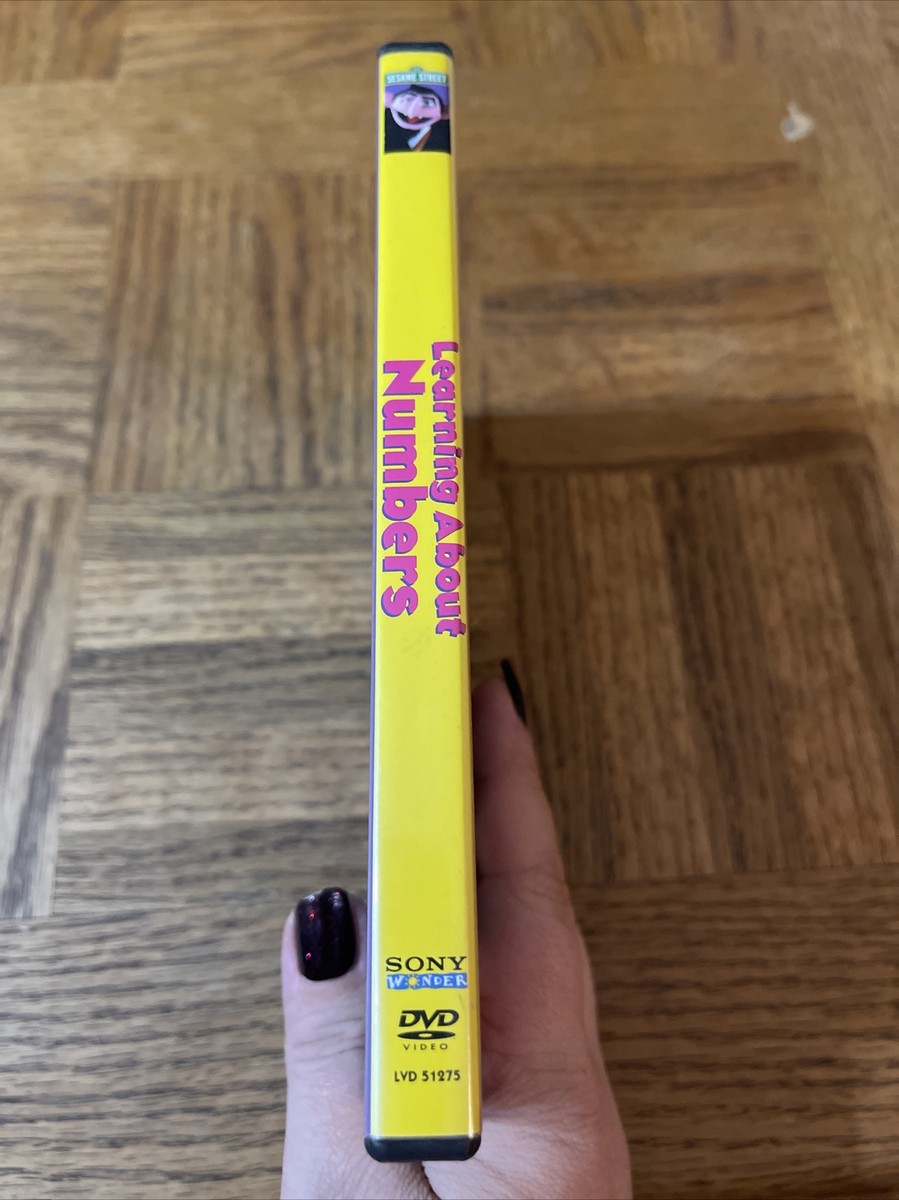 SESAME STREET
Learning About
Numbers
SONY
WONDER
DVD
VIDEO
LVD 51275